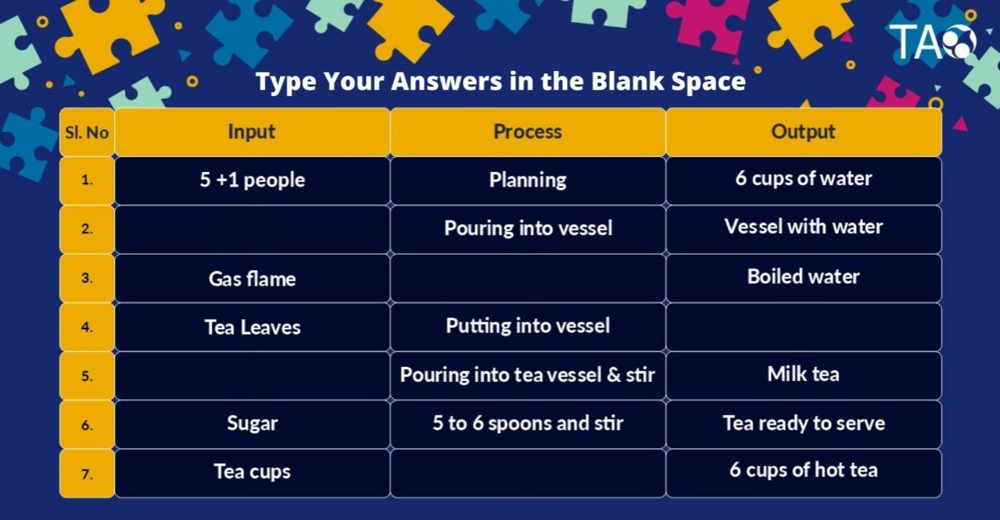 TAO
Type Your Answers in the Blank Space
Sl. No Input Process Output
1. 5 +1 people Planning 6 cups of water
2. Pouring into vessel Vessel with water
3. Gas flame Boiled water
4. Tea Leaves Putting into vessel
5. Pouring into tea vessel & stir Milk tea
6. Sugar 5 to 6 spoons and stir Tea ready to serve
7. Tea cups 6 cups of hot tea